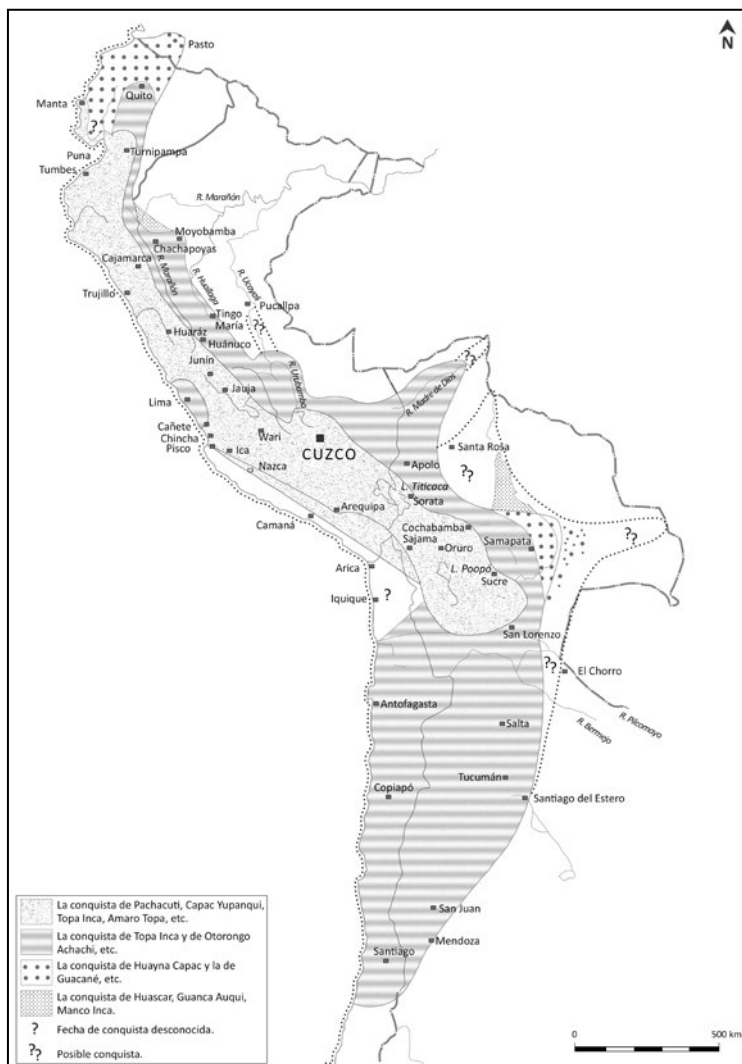 N
Pasto
Quito
Manta
?
Puna
Turnipampa
Tumbes
R. Marañón
Moyobamba
Chachapoyas
Cajamarca
R. Marañón
R. Huallaga
R. Ucayali
Trujillo
Pucallpa
Tingo
María
??
Huaráz
Huánuco
Junín
R. Urubamba
Jauja
??
R. Madre de Dios
Lima
Cañete
Wari
Chincha
CUZCO
Santa Rosa
Pisco
Ica
Apolo
??
Nazca
L. Titicaca
Sorata
Arequipa
Camaná
Cochabamba
Sajama
Oruro
Samapata
??
Arica
L. Poopó
Sucre
Iquique
?
San Lorenzo
??
El Chorro
Antofagasta
R. Pilcomayo
Salta
R. Bermejo
Tucumán
Copiapó
Santiago del Estero
San Juan
Mendoza
Santiago
La conquista de Pachacuti, Capac Yupanqui,
Topa Inca, Amaro Topa, etc.
La conquista de Topa Inca y de Otorongo
Achachi, etc.
La conquista de Huayna Capac y la de
Guacané, etc.
La conquista de Huascar, Guanca Auqui,
Manco Inca.
? Fecha de conquista desconocida.
?? Posible conquista.
0 500 km